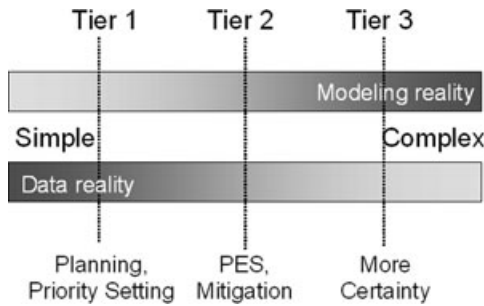 Tier 1 Tier 2 Tier 3
Modeling reality
Simple Complex
Data reality
Planning, PES, More
Priority Setting Mitigation Certainty